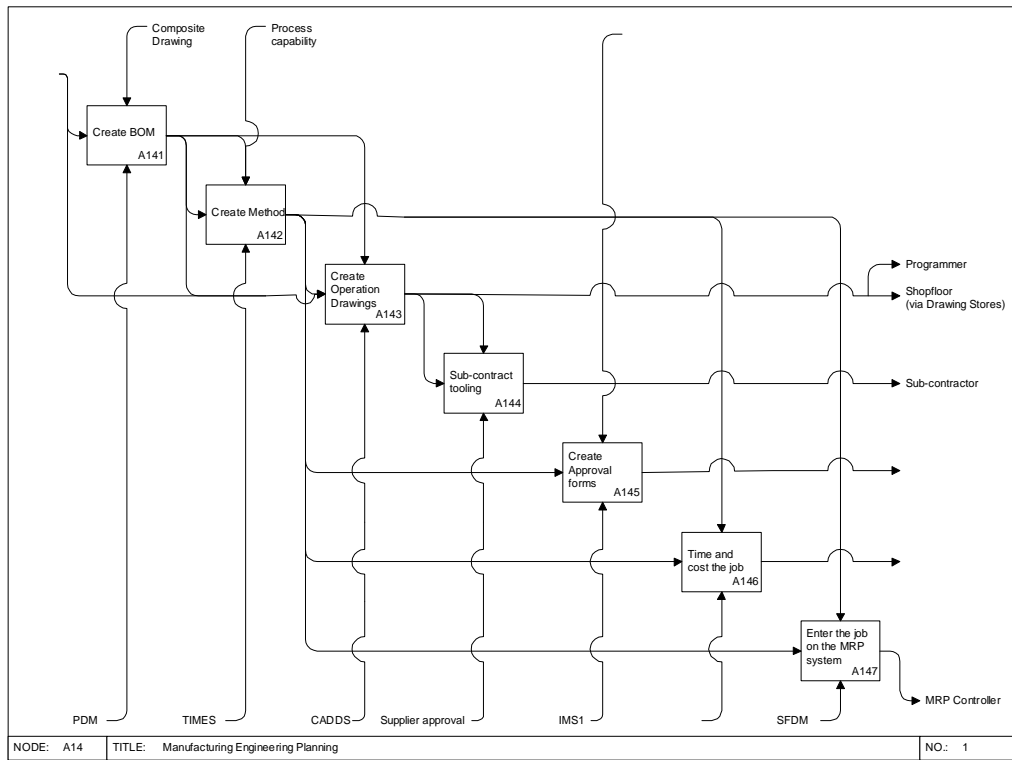 Composite
Drawing
Process
capability
Create BOM
A141
Create Method
A142
Create
Operation
Drawings
A143
Programmer
Shopfloor
(via Drawing Stores)
Sub-contract
tooling
A144
Sub-contractor
Create
Approval
forms
A145
Time and
cost the job
A146
Enter the job
on the MRP
system
A147
MRP Controller
PDM
TIMES
CADDS
Supplier approval
IMS1
SFDM
NODE: A14
TITLE: Manufacturing Engineering Planning
NO.: 1